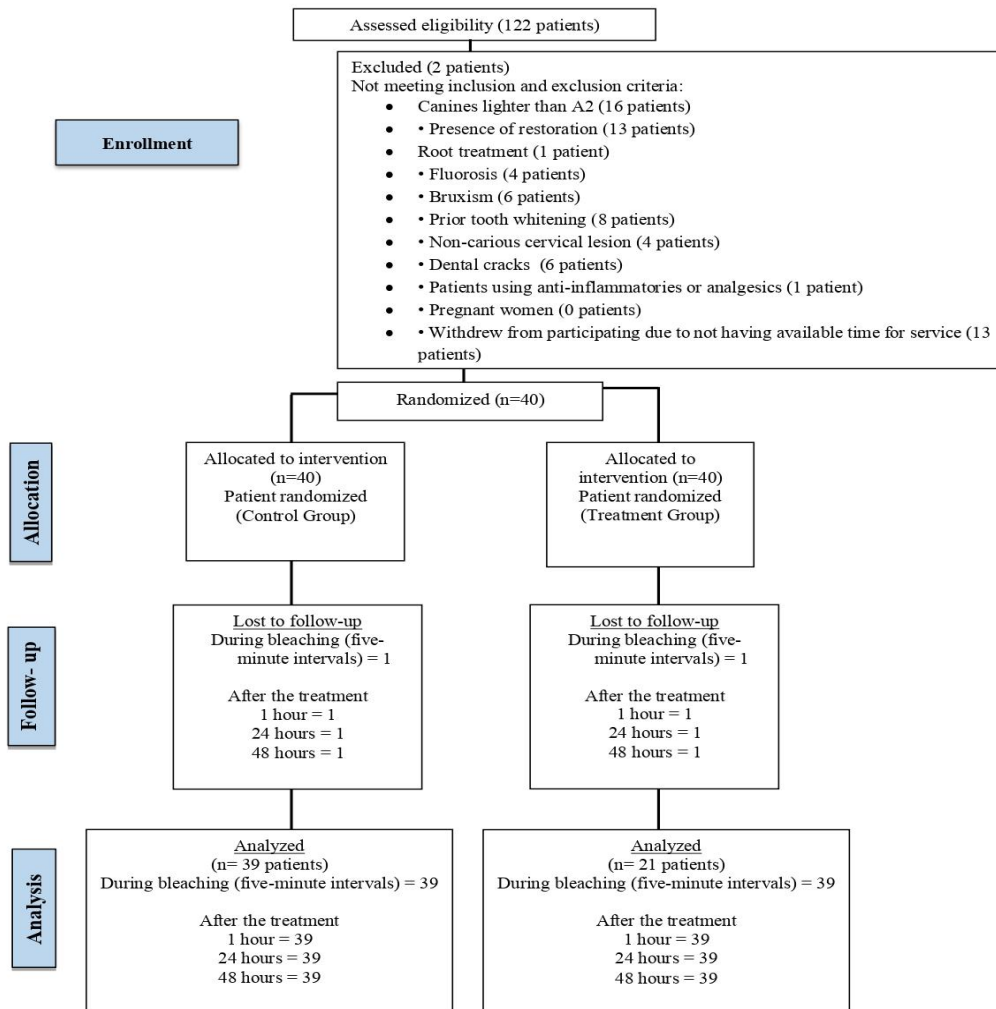 Assessed eligibility (122 patients)
Excluded (2 patients)
Not meeting inclusion and exclusion criteria:
● Canines lighter than A2 (16 patients)
● • Presence of restoration (13 patients)
● Root treatment (1 patient)
● • Fluorosis (4 patients)
● • Bruxism (6 patients)
● • Prior tooth whitening (8 patients)
● • Non-carious cervical lesion (4 patients)
● • Dental cracks (6 patients)
● • Patients using anti-inflammatories or analgesics (1 patient)
● • Pregnant women (0 patients)
● • Withdrew from participating due to not having available time for service (13
patients)
Enrollment
Randomized (n=40)
Allocation
Allocated to intervention
(n=40)
Patient randomized
(Control Group)
Allocated to
intervention (n=40)
Patient randomized
(Treatment Group)
Follow- up
Lost to follow-up
During bleaching (five-
minute intervals) = 1
After the treatment
1 hour = 1
24 hours = 1
48 hours = 1
Lost to follow-up
During bleaching (five-
minute intervals) = 1
After the treatment
1 hour = 1
24 hours = 1
48 hours = 1
Analysis
Analyzed
(n= 39 patients)
During bleaching (five-minute intervals) = 39
After the treatment
1 hour = 39
24 hours = 39
48 hours = 39
Analyzed
(n= 21 patients)
During bleaching (five-minute intervals) = 39
After the treatment
1 hour = 39
24 hours = 39
48 hours = 39